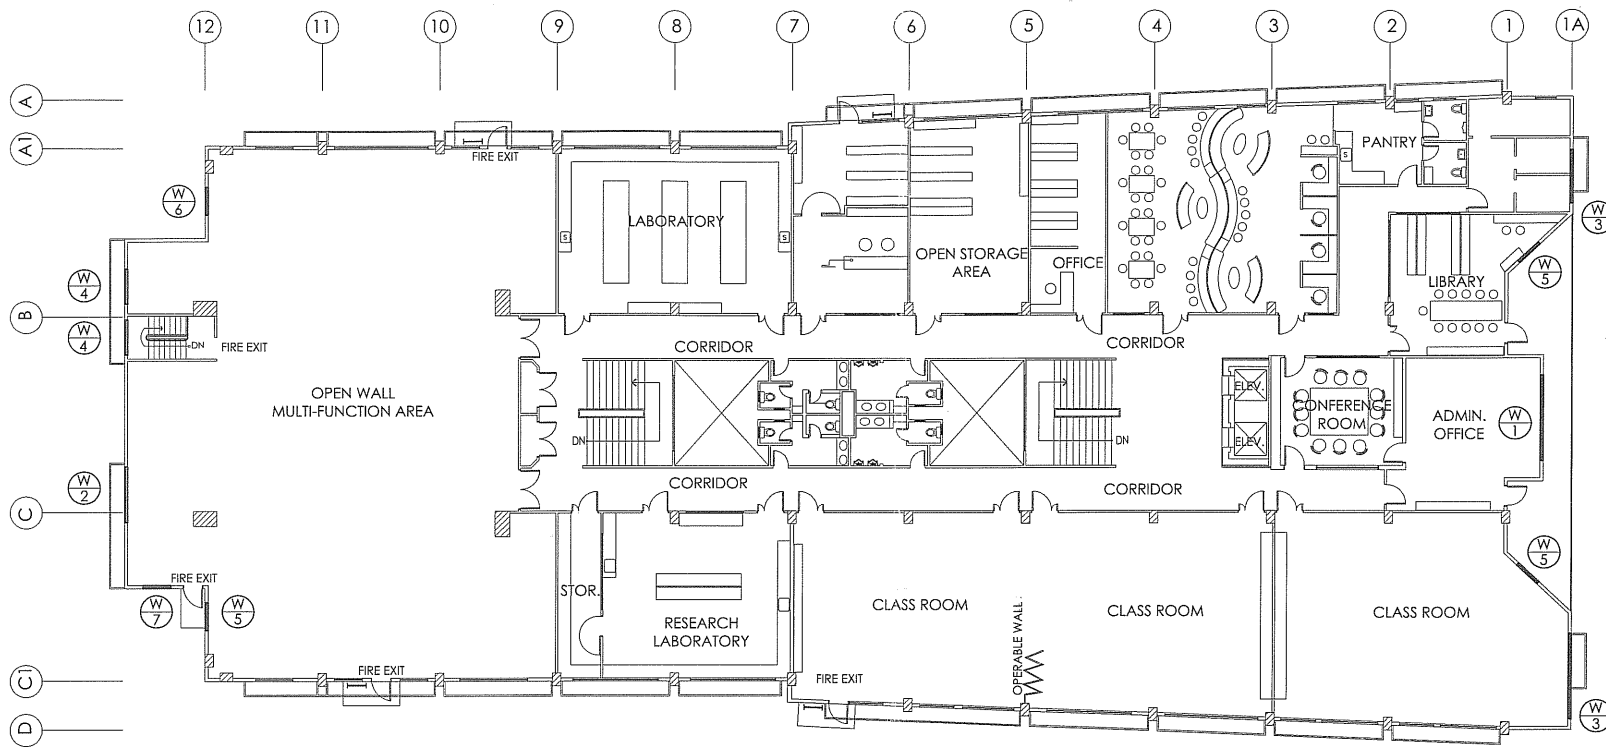 12 11 10 9 8 7 6 5 4 3 2 1 1A
A
A1
B
C
C1
D
FIRE EXIT
PANTRY
S
W
6
LABORATORY
S
S
W
3
OPEN STORAGE
AREA
OFFICE
LIBRARY
W
5
W
4
W
4
DN
FIRE EXIT
CORRIDOR
CORRIDOR
OPEN WALL
MULTI-FUNCTION AREA
ELEV.
CONFERENCE
ROOM
ADMIN.
OFFICE
W
1
DN
DN
ELEV.
W
2
CORRIDOR
CORRIDOR
W
5
FIRE EXIT
W
7
W
5
STOR.
RESEARCH
LABORATORY
CLASS ROOM
CLASS ROOM
CLASS ROOM
OPERABLE WALL
FIRE EXIT
FIRE EXIT
W
3